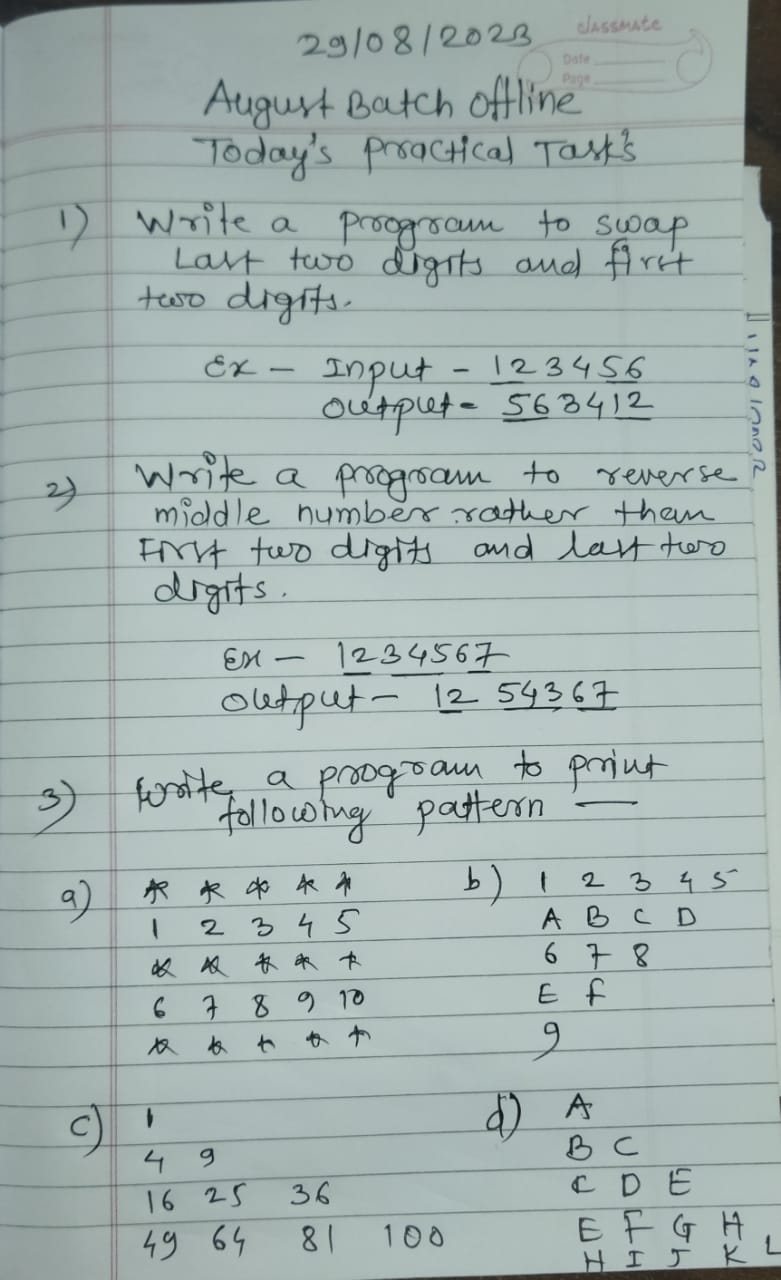 classmate
Date
Page
29/08/2023
August Batch offline
Today's practical Task's
1) Write a program to swap
Last two digits and first
two digits.
Ex - Input - 123456
Output - 563412
2) Write a program to reverse
middle number rather than
First two digits and last two
digits.
Ex - 1234567
Output - 12 54367
3) Write a program to print
following pattern —
a) * * * * *
1 2 3 4 5
* * * * *
6 7 8 9 10
* * * * *
b) 1 2 3 4 5
A B C D
6 7 8
E F
9
c) 1
4 9
16 25 36
49 64 81 100
d) A
B C
C D E
E F G H
H I J K L